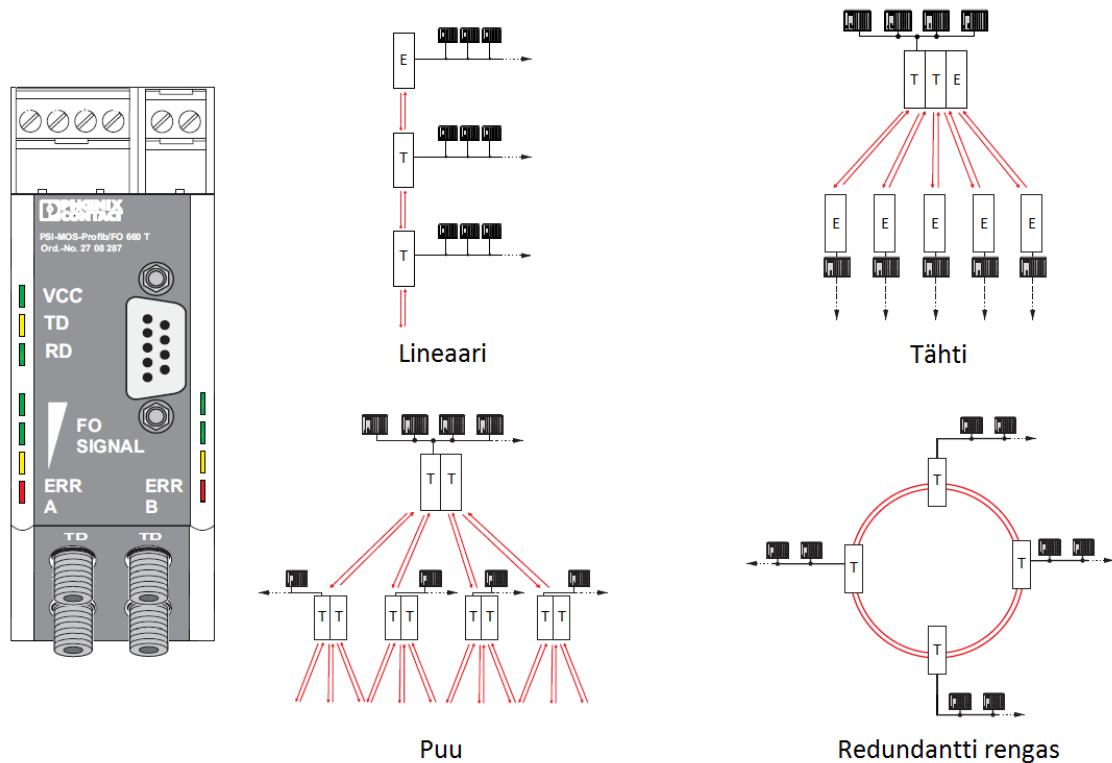 PHOENIX
CONTACT
PSI-MOS-Profib/FO 660 T
Ord.-No. 27 08 287
VCC
TD
RD
FO
SIGNAL
ERR
A
ERR
B
TD
TD
E
T
T
Lineaari
T T E
E E E E E
Tähti
T T
T T T T T T T T
Puu
T
T
T
T
Redundantti rengas